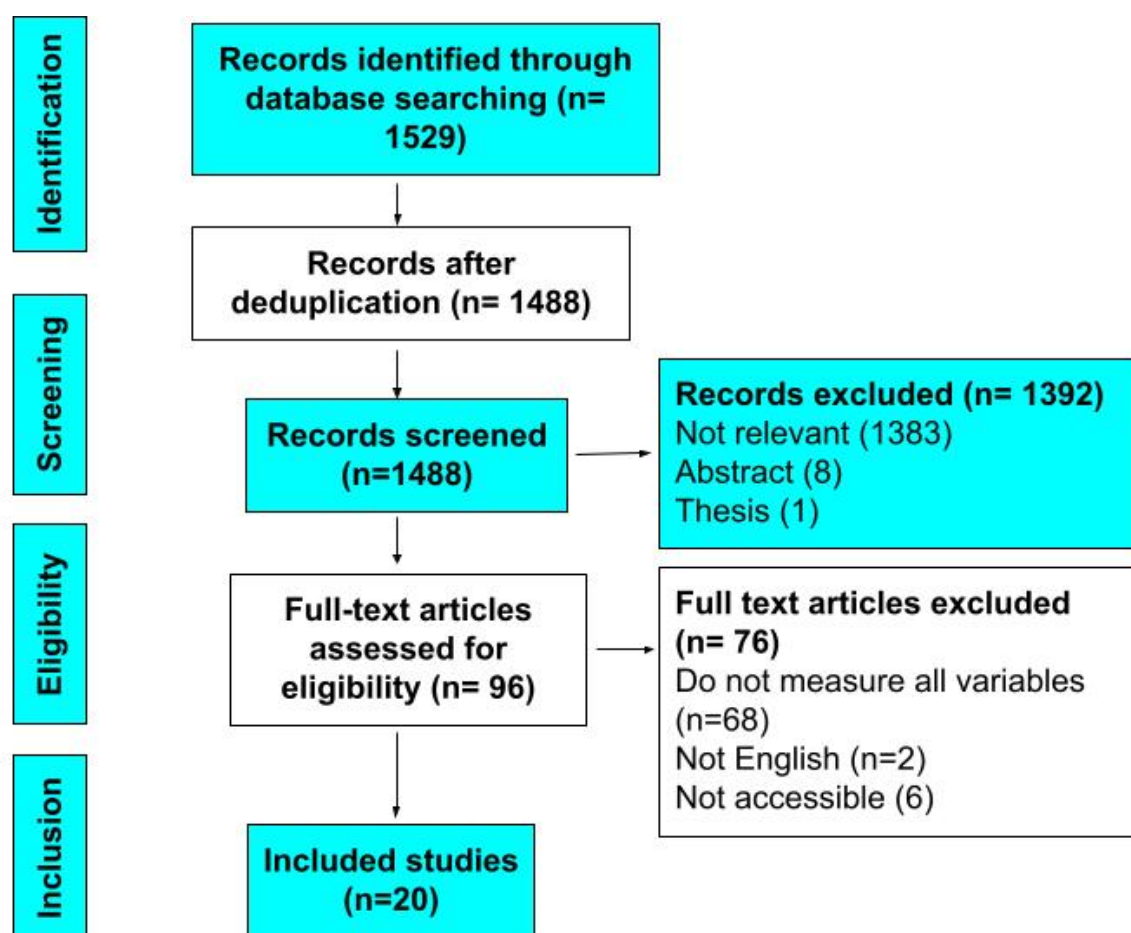 Identification
Records identified through
database searching (n=
1529)
Records after
deduplication (n= 1488)
Screening
Records screened
(n=1488)
Records excluded (n= 1392)
Not relevant (1383)
Abstract (8)
Thesis (1)
Eligibility
Full-text articles
assessed for
eligibility (n= 96)
Full text articles excluded
(n= 76)
Do not measure all variables
(n=68)
Not English (n=2)
Not accessible (6)
Inclusion
Included studies
(n=20)